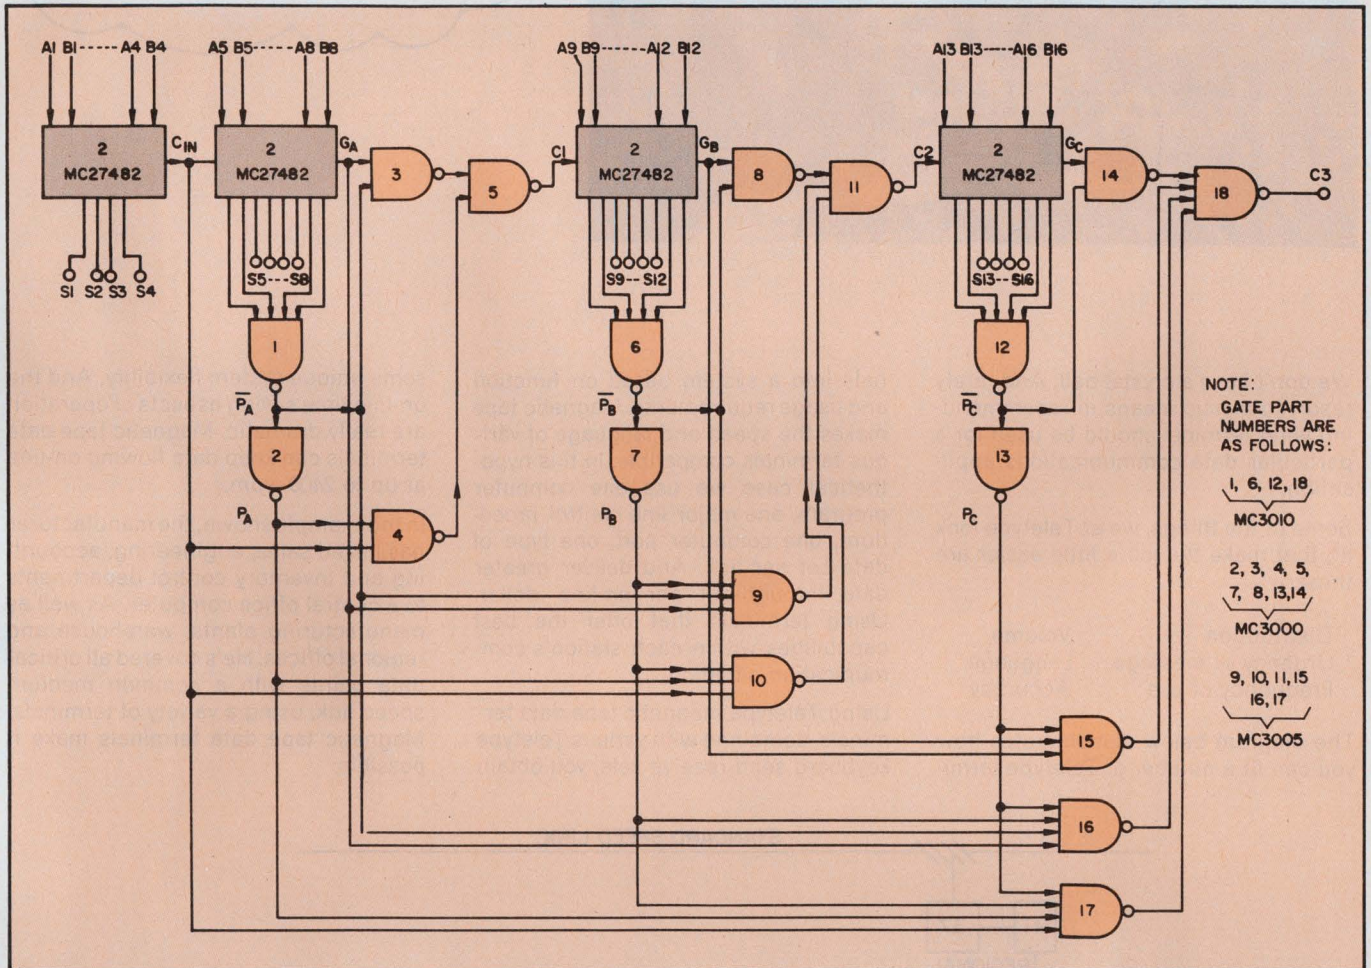 A1 B1 ------ A4 B4
A5 B5 ------ A8 B8
A9 B9 ------ A12 B12
A13 B13 ----- A16 B16
2
MC27482
CIN
2
MC27482
GA
3
5
C1
2
MC27482
GB
8
11
C2
2
MC27482
GC
14
18
C3
S1 S2 S3 S4
S5---S8
S9--S12
S13--S16
1
6
12
P̅A
P̅B
P̅C
2
7
13
PA
4
PB
PC
9
10
15
16
17
NOTE:
GATE PART
NUMBERS ARE
AS FOLLOWS:
1, 6, 12, 18
MC3010
2, 3, 4, 5,
7, 8, 13, 14
MC3000
9, 10, 11, 15
16, 17
MC3005